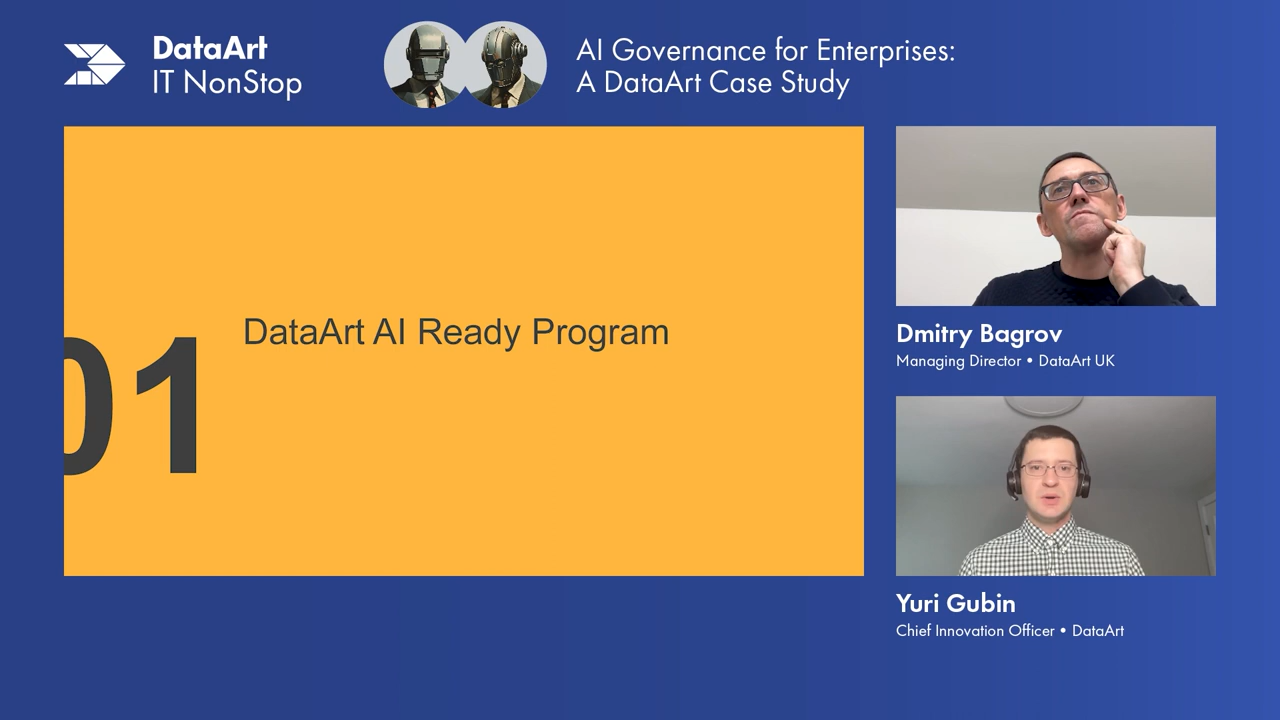 DataArt
IT NonStop
AI Governance for Enterprises:
A DataArt Case Study
01
DataArt AI Ready Program
Dmitry Bagrov
Managing Director • DataArt UK
Yuri Gubin
Chief Innovation Officer • DataArt